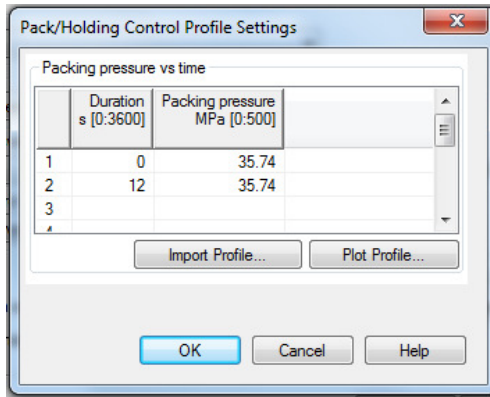 Pack/Holding Control Profile Settings
Packing pressure vs time
Duration Packing pressure
s [0:3600] MPa [0:500]
1 0 35.74
2 12 35.74
3
Import Profile... Plot Profile...
OK Cancel Help